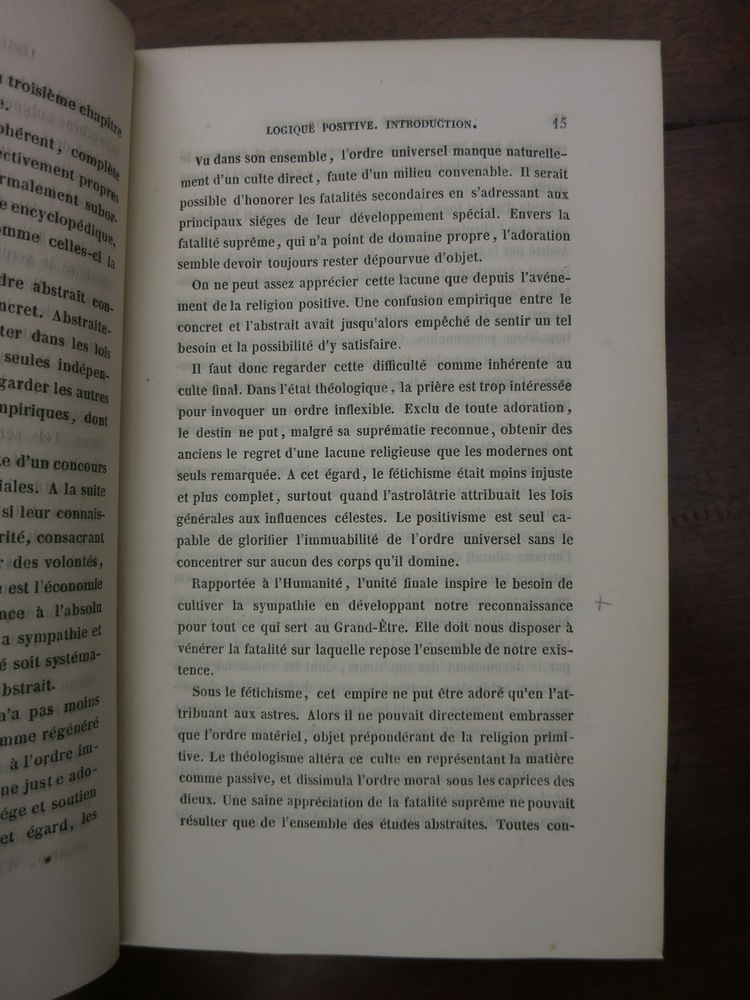 u troisième chapitre
e.
ohérent, complète
ectivement propres
rmalement subor-
e encyclopédique,
omme celles-ci la
dre abstrait con-
ncret. Abstraite-
ter dans les lois
seules indépen-
garder les autres
mpiriques, dont
te d'un concours
iales. A la suite
si leur connais-
rité, consacrant
r des volontés,
e est l'économie
nce à l'absolu
a sympathie et
é soit systéma-
bstrait.
n'a pas moins
mme régénéré
à l'ordre im-
ne juste ado-
ége et soutien
et égard, les
LOGIQUE POSITIVE. INTRODUCTION. 15
Vu dans son ensemble, l'ordre universel manque naturelle-
ment d'un culte direct, faute d'un milieu convenable. Il serait
possible d'honorer les fatalités secondaires en s'adressant aux
principaux siéges de leur développement spécial. Envers la
fatalité suprême, qui n'a point de domaine propre, l'adoration
semble devoir toujours rester dépourvue d'objet.
On ne peut assez apprécier cette lacune que depuis l'avéne-
ment de la religion positive. Une confusion empirique entre le
concret et l'abstrait avait jusqu'alors empêché de sentir un tel
besoin et la possibilité d'y satisfaire.
Il faut donc regarder cette difficulté comme inhérente au
culte final. Dans l'état théologique, la prière est trop intéressée
pour invoquer un ordre inflexible. Exclu de toute adoration,
le destin ne put, malgré sa suprématie reconnue, obtenir des
anciens le regret d'une lacune religieuse que les modernes ont
seuls remarquée. A cet égard, le fétichisme était moins injuste
et plus complet, surtout quand l'astrolâtrie attribuait les lois
générales aux influences célestes. Le positivisme est seul ca-
pable de glorifier l'immuabilité de l'ordre universel sans le
concentrer sur aucun des corps qu'il domine.
Rapportée à l'Humanité, l'unité finale inspire le besoin de
cultiver la sympathie en développant notre reconnaissance
pour tout ce qui sert au Grand-Être. Elle doit nous disposer à
vénérer la fatalité sur laquelle repose l'ensemble de notre exis-
tence.
Sous le fétichisme, cet empire ne put être adoré qu'en l'at-
tribuant aux astres. Alors il ne pouvait directement embrasser
que l'ordre matériel, objet prépondérant de la religion primi-
tive. Le théologisme altéra ce culte en représentant la matière
comme passive, et dissimula l'ordre moral sous les caprices des
dieux. Une saine appréciation de la fatalité suprême ne pouvait
résulter que de l'ensemble des études abstraites. Toutes con-